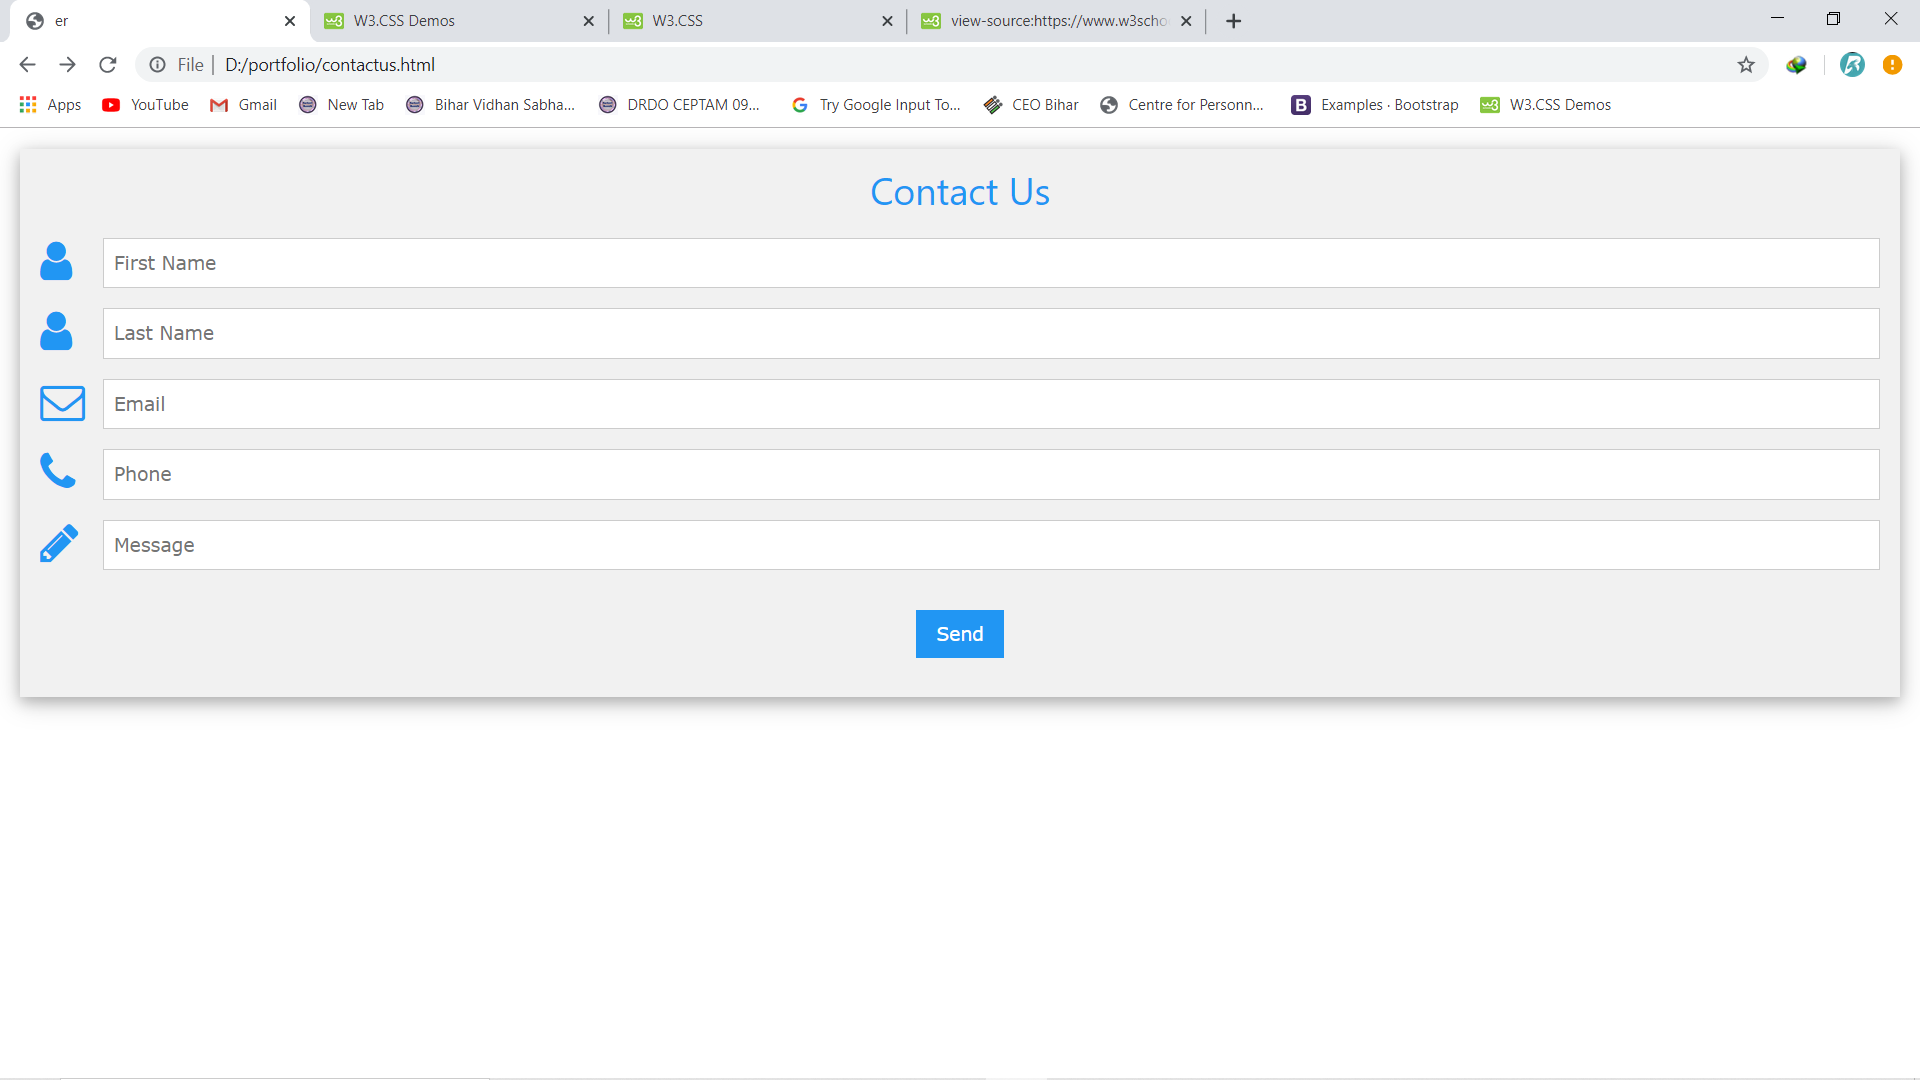 er
W3.CSS Demos
W3.CSS
view-source:https://www.w3scho
File | D:/portfolio/contactus.html
Apps YouTube Gmail New Tab Bihar Vidhan Sabha... DRDO CEPTAM 09... Try Google Input To... CEO Bihar Centre for Personn... Examples · Bootstrap W3.CSS Demos
Contact Us
First Name
Last Name
Email
Phone
Message
Send